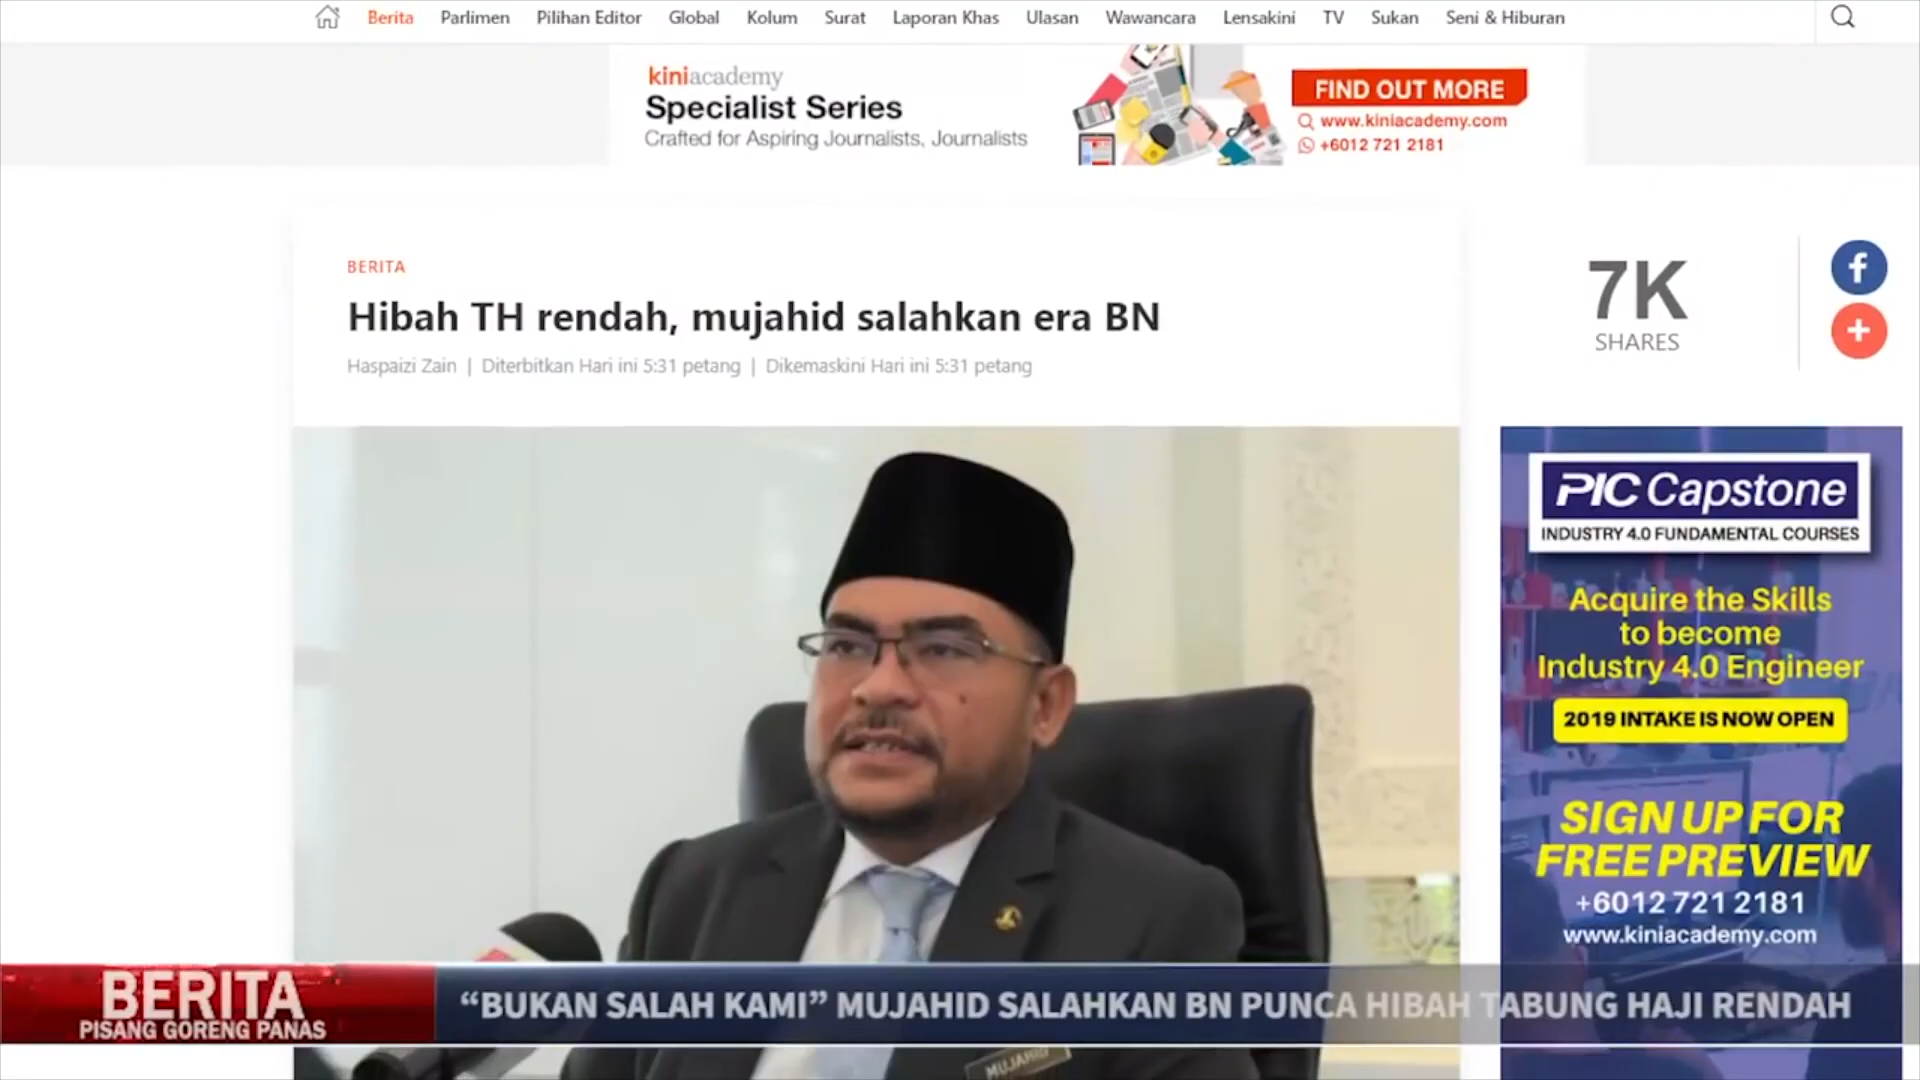 Berita Parlimen Pilihan Editor Global Kolum Surat Laporan Khas Ulasan Wawancara Lensakini TV Sukan Seni & Hiburan
kiniacademy
Specialist Series
Crafted for Aspiring Journalists, Journalists
FIND OUT MORE
www.kiniacademy.com
+6012 721 2181
BERITA
Hibah TH rendah, mujahid salahkan era BN
Haspaizi Zain | Diterbitkan Hari ini 5:31 petang | Dikemaskini Hari ini 5:31 petang
7K
SHARES
PIC Capstone
INDUSTRY 4.0 FUNDAMENTAL COURSES
Acquire the Skills
to become
Industry 4.0 Engineer
2019 INTAKE IS NOW OPEN
SIGN UP FOR
FREE PREVIEW
+6012 721 2181
www.kiniacademy.com
MUJAHID
BERITA
PISANG GORENG PANAS
“BUKAN SALAH KAMI” MUJAHID SALAHKAN BN PUNCA HIBAH TABUNG HAJI RENDAH